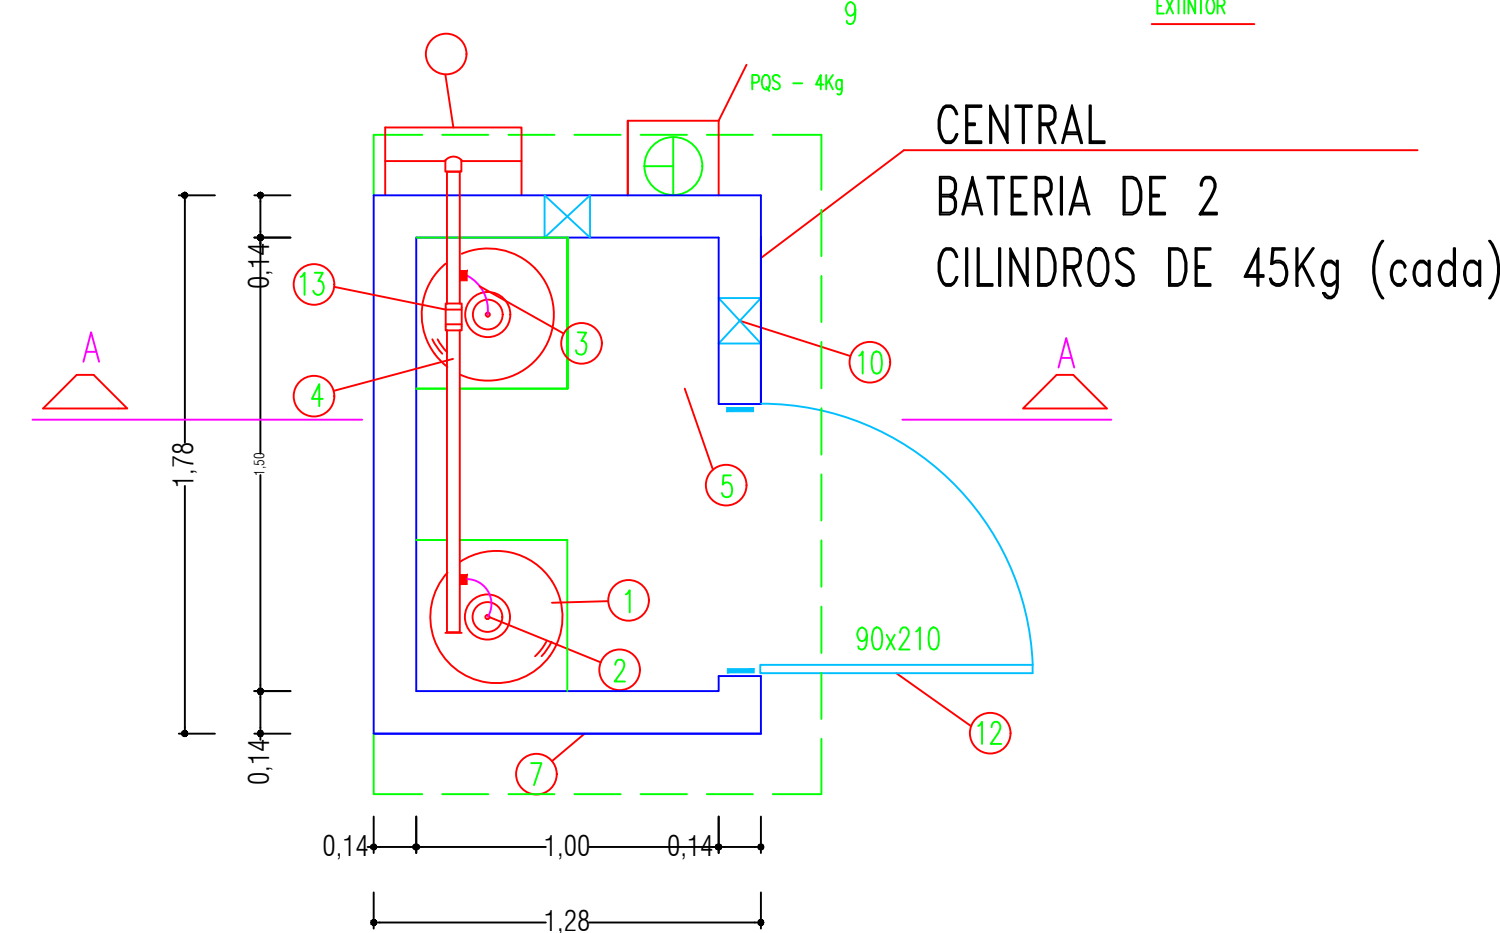 9
EXTINTOR
PQS - 4Kg
CENTRAL
BATERIA DE 2
CILINDROS DE 45Kg (cada)
0,14
13
3
10
A
A
4
1,78
1,50
5
1
90x210
2
12
0,14
7
0,14
1,00
0,14
1,28